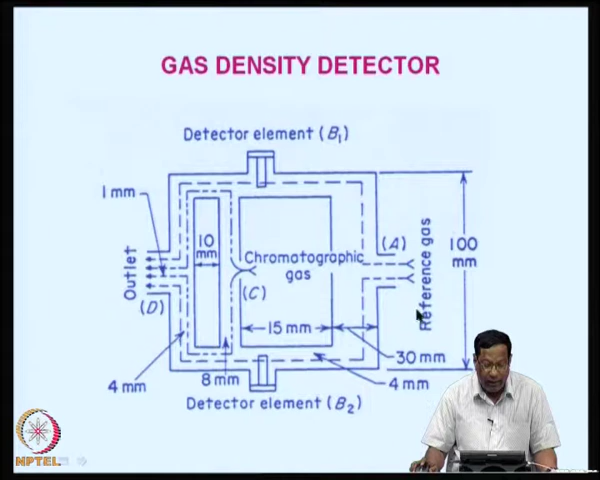 GAS DENSITY DETECTOR
Detector element (B₁)
1 mm
Outlet
10 mm
Chromatographic gas
(A)
Reference gas
100 mm
(C)
(D)
15 mm
30 mm
4 mm
8 mm
4 mm
Detector element (B₂)
NPTEL